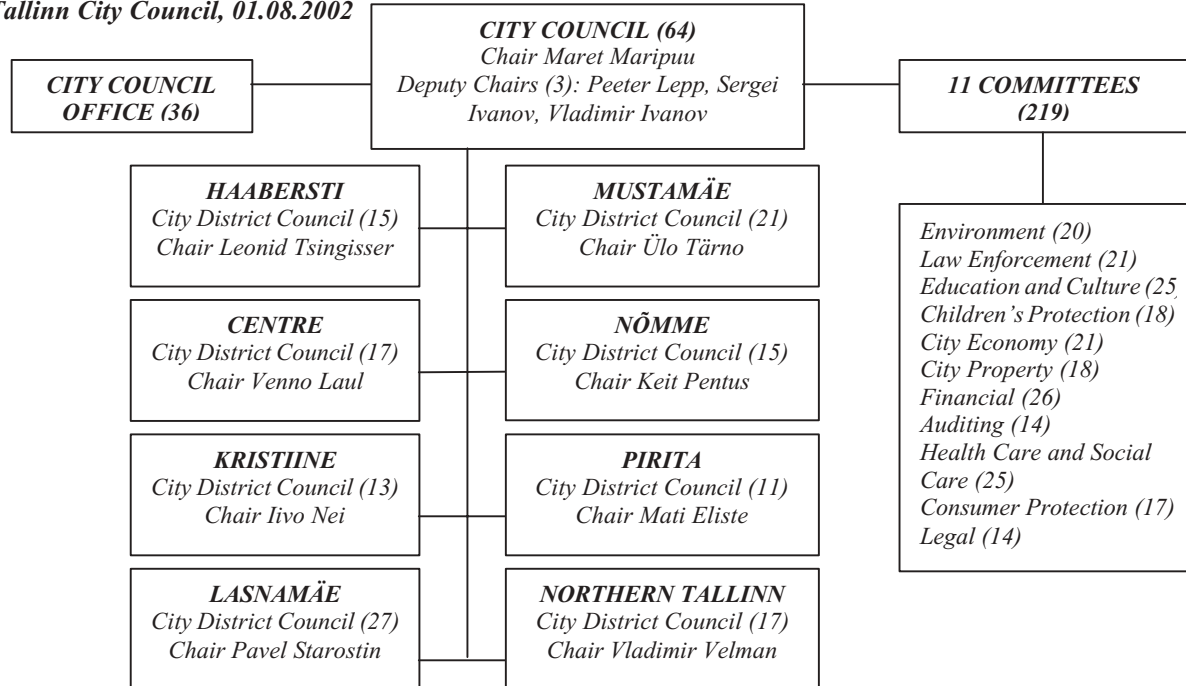 Tallinn City Council, 01.08.2002
CITY COUNCIL (64)
Chair Maret Maripuu
Deputy Chairs (3): Peeter Lepp, Sergei
Ivanov, Vladimir Ivanov
CITY COUNCIL
OFFICE (36)
11 COMMITTEES
(219)
HAABERSTI
City District Council (15)
Chair Leonid Tsingisser
MUSTAMÄE
City District Council (21)
Chair Ülo Tärno
CENTRE
City District Council (17)
Chair Venno Laul
NÕMME
City District Council (15)
Chair Keit Pentus
KRISTIINE
City District Council (13)
Chair Iivo Nei
PIRITA
City District Council (11)
Chair Mati Eliste
LASNAMÄE
City District Council (27)
Chair Pavel Starostin
NORTHERN TALLINN
City District Council (17)
Chair Vladimir Velman
Environment (20)
Law Enforcement (21)
Education and Culture (25)
Children’s Protection (18)
City Economy (21)
City Property (18)
Financial (26)
Auditing (14)
Health Care and Social
Care (25)
Consumer Protection (17)
Legal (14)